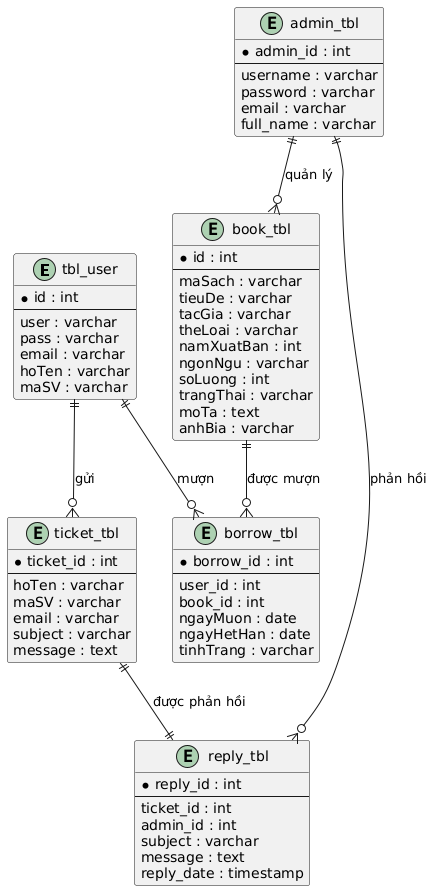 E admin_tbl
admin_id : int
username : varchar
password : varchar
email : varchar
full_name : varchar
quản lý
E book_tbl
id : int
maSach : varchar
tieuDe : varchar
tacGia : varchar
theLoai : varchar
namXuatBan : int
ngonNgu : varchar
soLuong : int
trangThai : varchar
moTa : text
anhBia : varchar
E tbl_user
id : int
user : varchar
pass : varchar
email : varchar
hoTen : varchar
maSV : varchar
gửi
mượn
được mượn
phản hồi
E ticket_tbl
ticket_id : int
hoTen : varchar
maSV : varchar
email : varchar
subject : varchar
message : text
E borrow_tbl
borrow_id : int
user_id : int
book_id : int
ngayMuon : date
ngayHetHan : date
tinhTrang : varchar
được phản hồi
E reply_tbl
reply_id : int
ticket_id : int
admin_id : int
subject : varchar
message : text
reply_date : timestamp